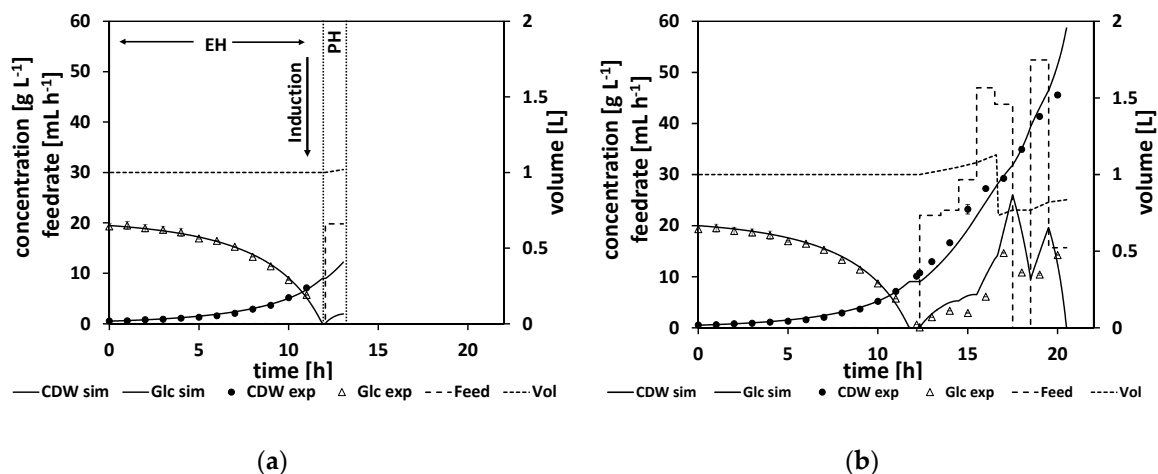 60
50
40
30
20
10
0
concentration [g L-1]
feedrate [mL h-1]
EH
Induction
PH
2
1.5
1
0.5
0
volume [L]
0 5 10 15 20
time [h]
CDW sim Glc sim CDW exp Glc exp Feed Vol
(a)
60
50
40
30
20
10
0
concentration [g L-1]
feedrate [mL h-1]
2
1.5
1
0.5
0
volume [L]
0 5 10 15 20
time [h]
CDW sim Glc sim CDW exp Glc exp Feed Vol
(b)